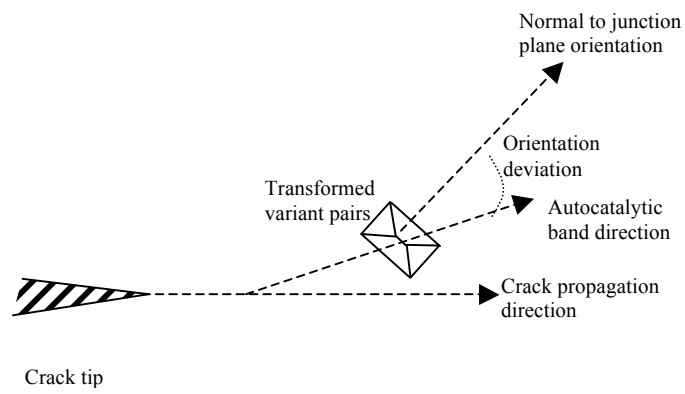 Normal to junction
plane orientation
Orientation
deviation
Transformed
variant pairs
Autocatalytic
band direction
Crack propagation
direction
Crack tip